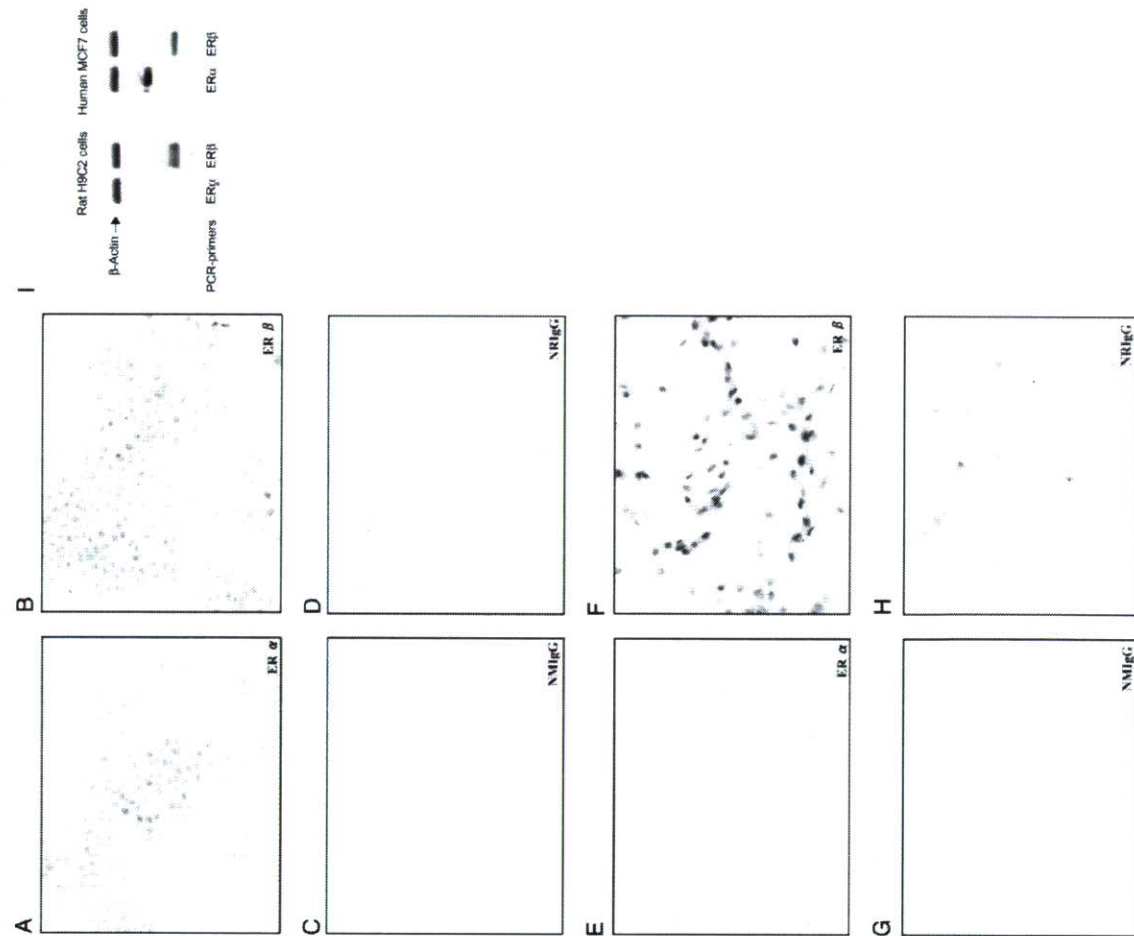 A
ER α
B
ER β
C
NMIgG
D
NRIgG
E
ER α
F
ER β
G
NMIgG
H
NRIgG
I
Rat H9C2 cells Human MCF7 cells
β-Actin →
PCR-primers ERα ERβ ERα ERβ